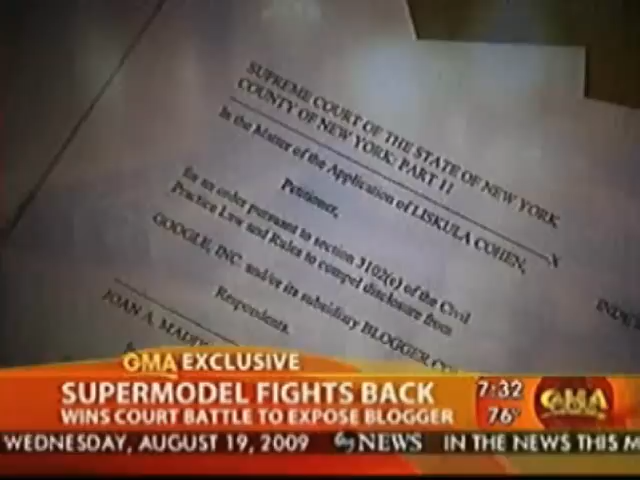 SUPREME COURT OF THE STATE OF NEW YORK
COUNTY OF NEW YORK: PART 11
In the Matter of the Application of LISKULA COHEN,
X
Petitioner,
for an order pursuant to section 3102(c) of the Civil
Practice Law and Rules to compel disclosure from
GOOGLE, INC. and/or its subsidiary BLOGGER.CO
Respondents.
JOAN A.
GMA EXCLUSIVE
SUPERMODEL FIGHTS BACK
WINS COURT BATTLE TO EXPOSE BLOGGER
7:32
76°
GMA
WEDNESDAY, AUGUST 19, 2009 abc NEWS IN THE NEWS THIS M